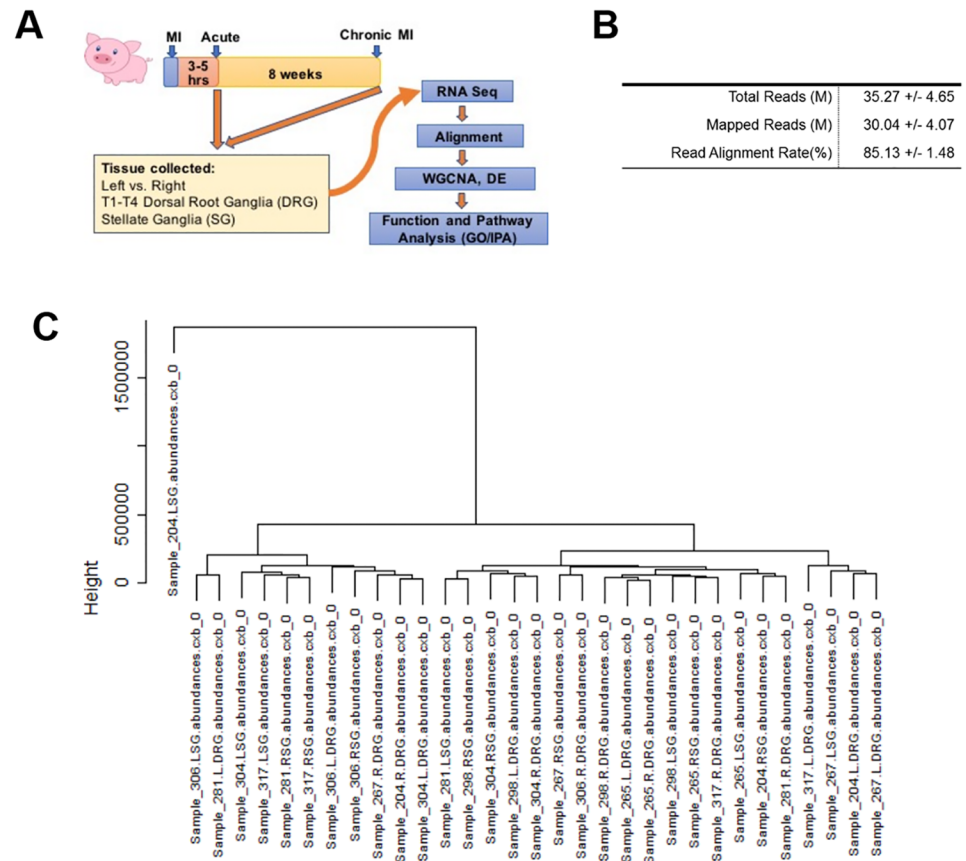 A
MI
Acute
Chronic MI
3-5
hrs
8 weeks
RNA Seq
Alignment
WGCNA, DE
Function and Pathway
Analysis (GO/IPA)
Tissue collected:
Left vs. Right
T1-T4 Dorsal Root Ganglia (DRG)
Stellate Ganglia (SG)
B
Total Reads (M) 35.27 +/- 4.65
Mapped Reads (M) 30.04 +/- 4.07
Read Alignment Rate(%) 85.13 +/- 1.48
C
Height
1500000
500000
0
Sample_204.LSG.abundances.cxb_0
Sample_306.LSG.abundances.cxb_0
Sample_281.L.DRG.abundances.cxb_0
Sample_304.LSG.abundances.cxb_0
Sample_317.LSG.abundances.cxb_0
Sample_281.RSG.abundances.cxb_0
Sample_317.RSG.abundances.cxb_0
Sample_306.L.DRG.abundances.cxb_0
Sample_306.RSG.abundances.cxb_0
Sample_267.R.DRG.abundances.cxb_0
Sample_204.R.DRG.abundances.cxb_0
Sample_304.L.DRG.abundances.cxb_0
Sample_281.LSG.abundances.cxb_0
Sample_298.RSG.abundances.cxb_0
Sample_304.RSG.abundances.cxb_0
Sample_298.L.DRG.abundances.cxb_0
Sample_304.R.DRG.abundances.cxb_0
Sample_267.RSG.abundances.cxb_0
Sample_306.R.DRG.abundances.cxb_0
Sample_298.R.DRG.abundances.cxb_0
Sample_265.L.DRG.abundances.cxb_0
Sample_265.R.DRG.abundances.cxb_0
Sample_298.LSG.abundances.cxb_0
Sample_265.RSG.abundances.cxb_0
Sample_317.R.DRG.abundances.cxb_0
Sample_265.LSG.abundances.cxb_0
Sample_204.RSG.abundances.cxb_0
Sample_281.R.DRG.abundances.cxb_0
Sample_317.L.DRG.abundances.cxb_0
Sample_267.LSG.abundances.cxb_0
Sample_204.L.DRG.abundances.cxb_0
Sample_267.L.DRG.abundances.cxb_0